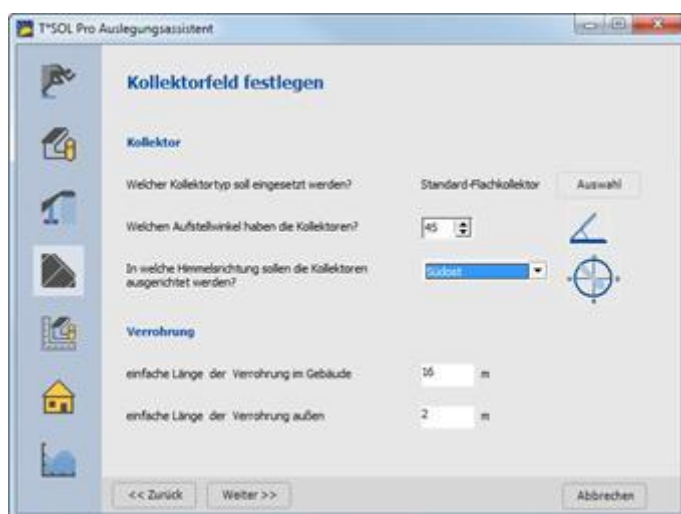 T*SOL Pro Auslegungsassistent
Kollektorfeld festlegen
Kollektor
Welcher Kollektortyp soll eingesetzt werden? Standard-Flachkollektor Auswahl
Welchen Aufstellwinkel haben die Kollektoren? 45
In welche Himmelsrichtung sollen die Kollektoren
ausgerichtet werden? Südost
Verrohrung
einfache Länge der Verrohrung im Gebäude 16 m
einfache Länge der Verrohrung außen 2 m
<< Zurück Weiter >> Abbrechen